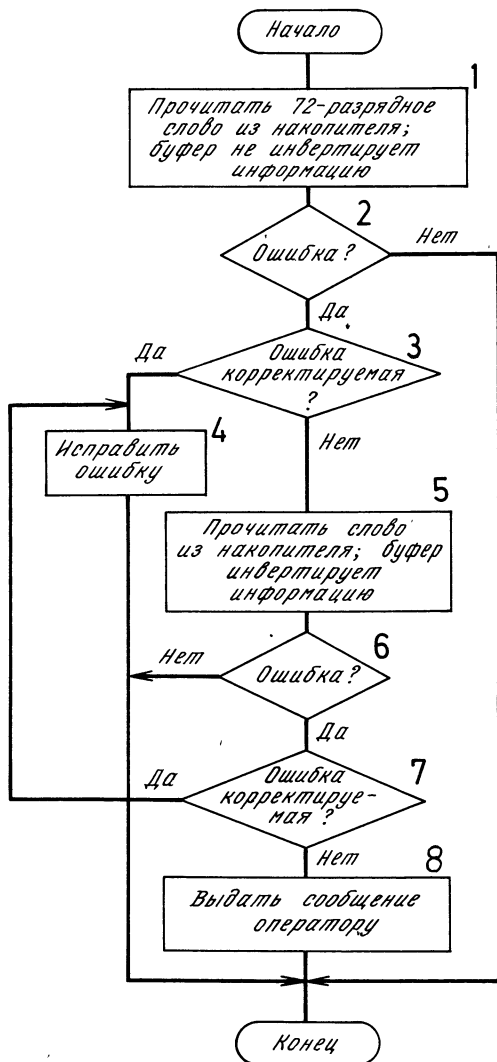 Начало
1
Прочитать 72-разрядное
слово из накопителя;
буфер не инвертирует
информацию
2
Ошибка?
Нет
Да
3
Да
Ошибка
корректируемая
?
4
Исправить
ошибку
Нет
5
Прочитать слово
из накопителя; буфер
инвертирует
информацию
6
Нет
Ошибка?
Да
7
Да
Ошибка
корректируе-
мая?
Нет
8
Выдать сообщение
оператору
Конец